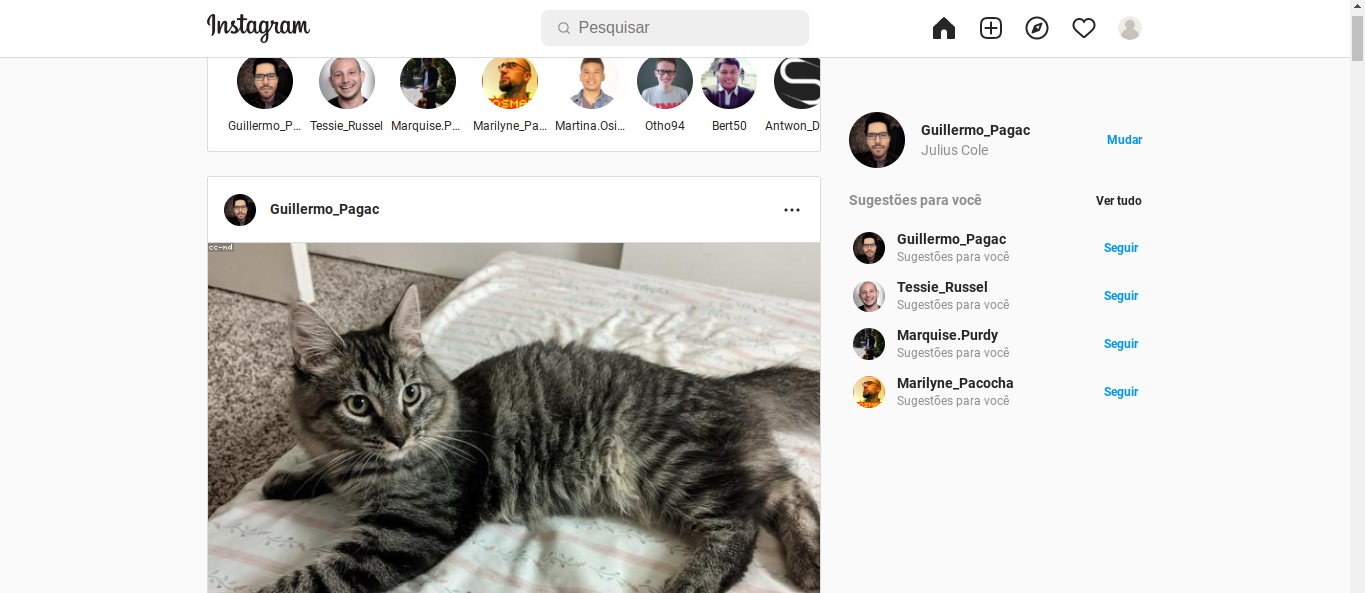 Instagram
Pesquisar
Guillermo_P...
Tessie_Russel
Marquise.P...
Marilyne_Pa...
Martina.Osi...
Otho94
Bert50
Antwon_D
Guillermo_Pagac
Julius Cole
Mudar
Sugestões para você
Ver tudo
Guillermo_Pagac
Sugestões para você
Seguir
Tessie_Russel
Sugestões para você
Seguir
Marquise.Purdy
Sugestões para você
Seguir
Marilyne_Pacocha
Sugestões para você
Seguir
Guillermo_Pagac
cc-nd